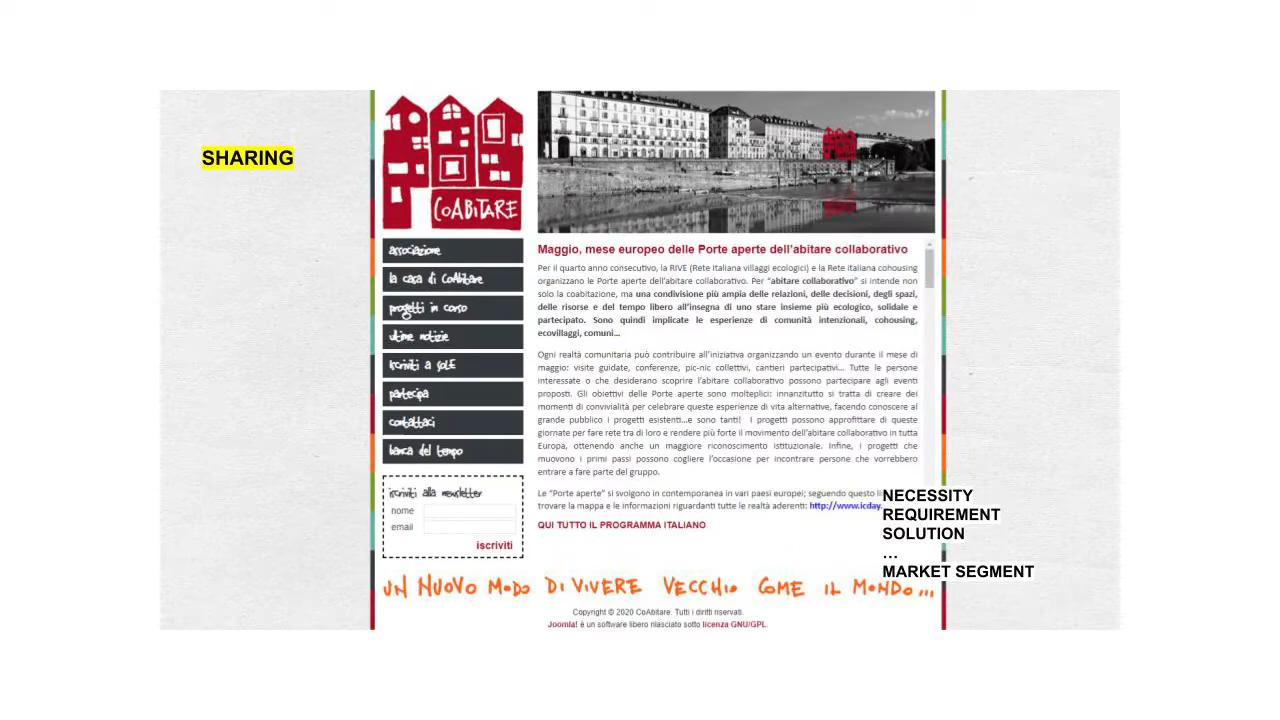 SHARING
CoABITARE
associazione
la casa di CoAbitare
progetti in corso
ultime notizie
iscriviti a SOLE
partecipa
contattaci
banca del tempo
iscriviti alla newsletter
nome
email
iscriviti
Maggio, mese europeo delle Porte aperte dell'abitare collaborativo
Per il quarto anno consecutivo, la RIVE (Rete italiana villaggi ecologici) e la Rete italiana cohousing
organizzano le Porte aperte dell'abitare collaborativo. Per "abitare collaborativo" si intende non
solo la coabitazione, ma una condivisione più ampia delle relazioni, delle decisioni, degli spazi,
delle risorse e del tempo libero all'insegna di uno stare insieme più ecologico, solidale e
partecipato. Sono quindi implicate le esperienze di comunità intenzionali, cohousing,
ecovillaggi, comuni...
Ogni realtà comunitaria può contribuire all'iniziativa organizzando un evento durante il mese di
maggio: visite guidate, conferenze, pic-nic collettivi, cantieri partecipativi... Tutte le persone
interessate o che desiderano scoprire l'abitare collaborativo possono partecipare agli eventi
proposti. Gli obiettivi delle Porte aperte sono molteplici: innanzitutto si tratta di creare dei
momenti di convivialità per celebrare queste esperienze di vita alternative, facendo conoscere al
grande pubblico i progetti esistenti...e sono tanti! I progetti possono approfittare di queste
giornate per fare rete tra di loro e rendere più forte il movimento dell'abitare collaborativo in tutta
Europa, ottenendo anche un maggiore riconoscimento istituzionale. Infine, i progetti che
muovono i primi passi possono cogliere l'occasione per incontrare persone che vorrebbero
entrare a fare parte del gruppo.
Le "Porte aperte" si svolgono in contemporanea in vari paesi europei; seguendo questo
trovare la mappa e le informazioni riguardanti tutte le realtà aderenti: http://www.icday.
QUI TUTTO IL PROGRAMMA ITALIANO
NECESSITY
REQUIREMENT
SOLUTION
...
MARKET SEGMENT
UN NUOVO MODO DI VIVERE VECCHIO COME IL MONDO...
Copyright © 2020 CoAbitare. Tutti i diritti riservati.
Joomla! è un software libero rilasciato sotto licenza GNU/GPL.